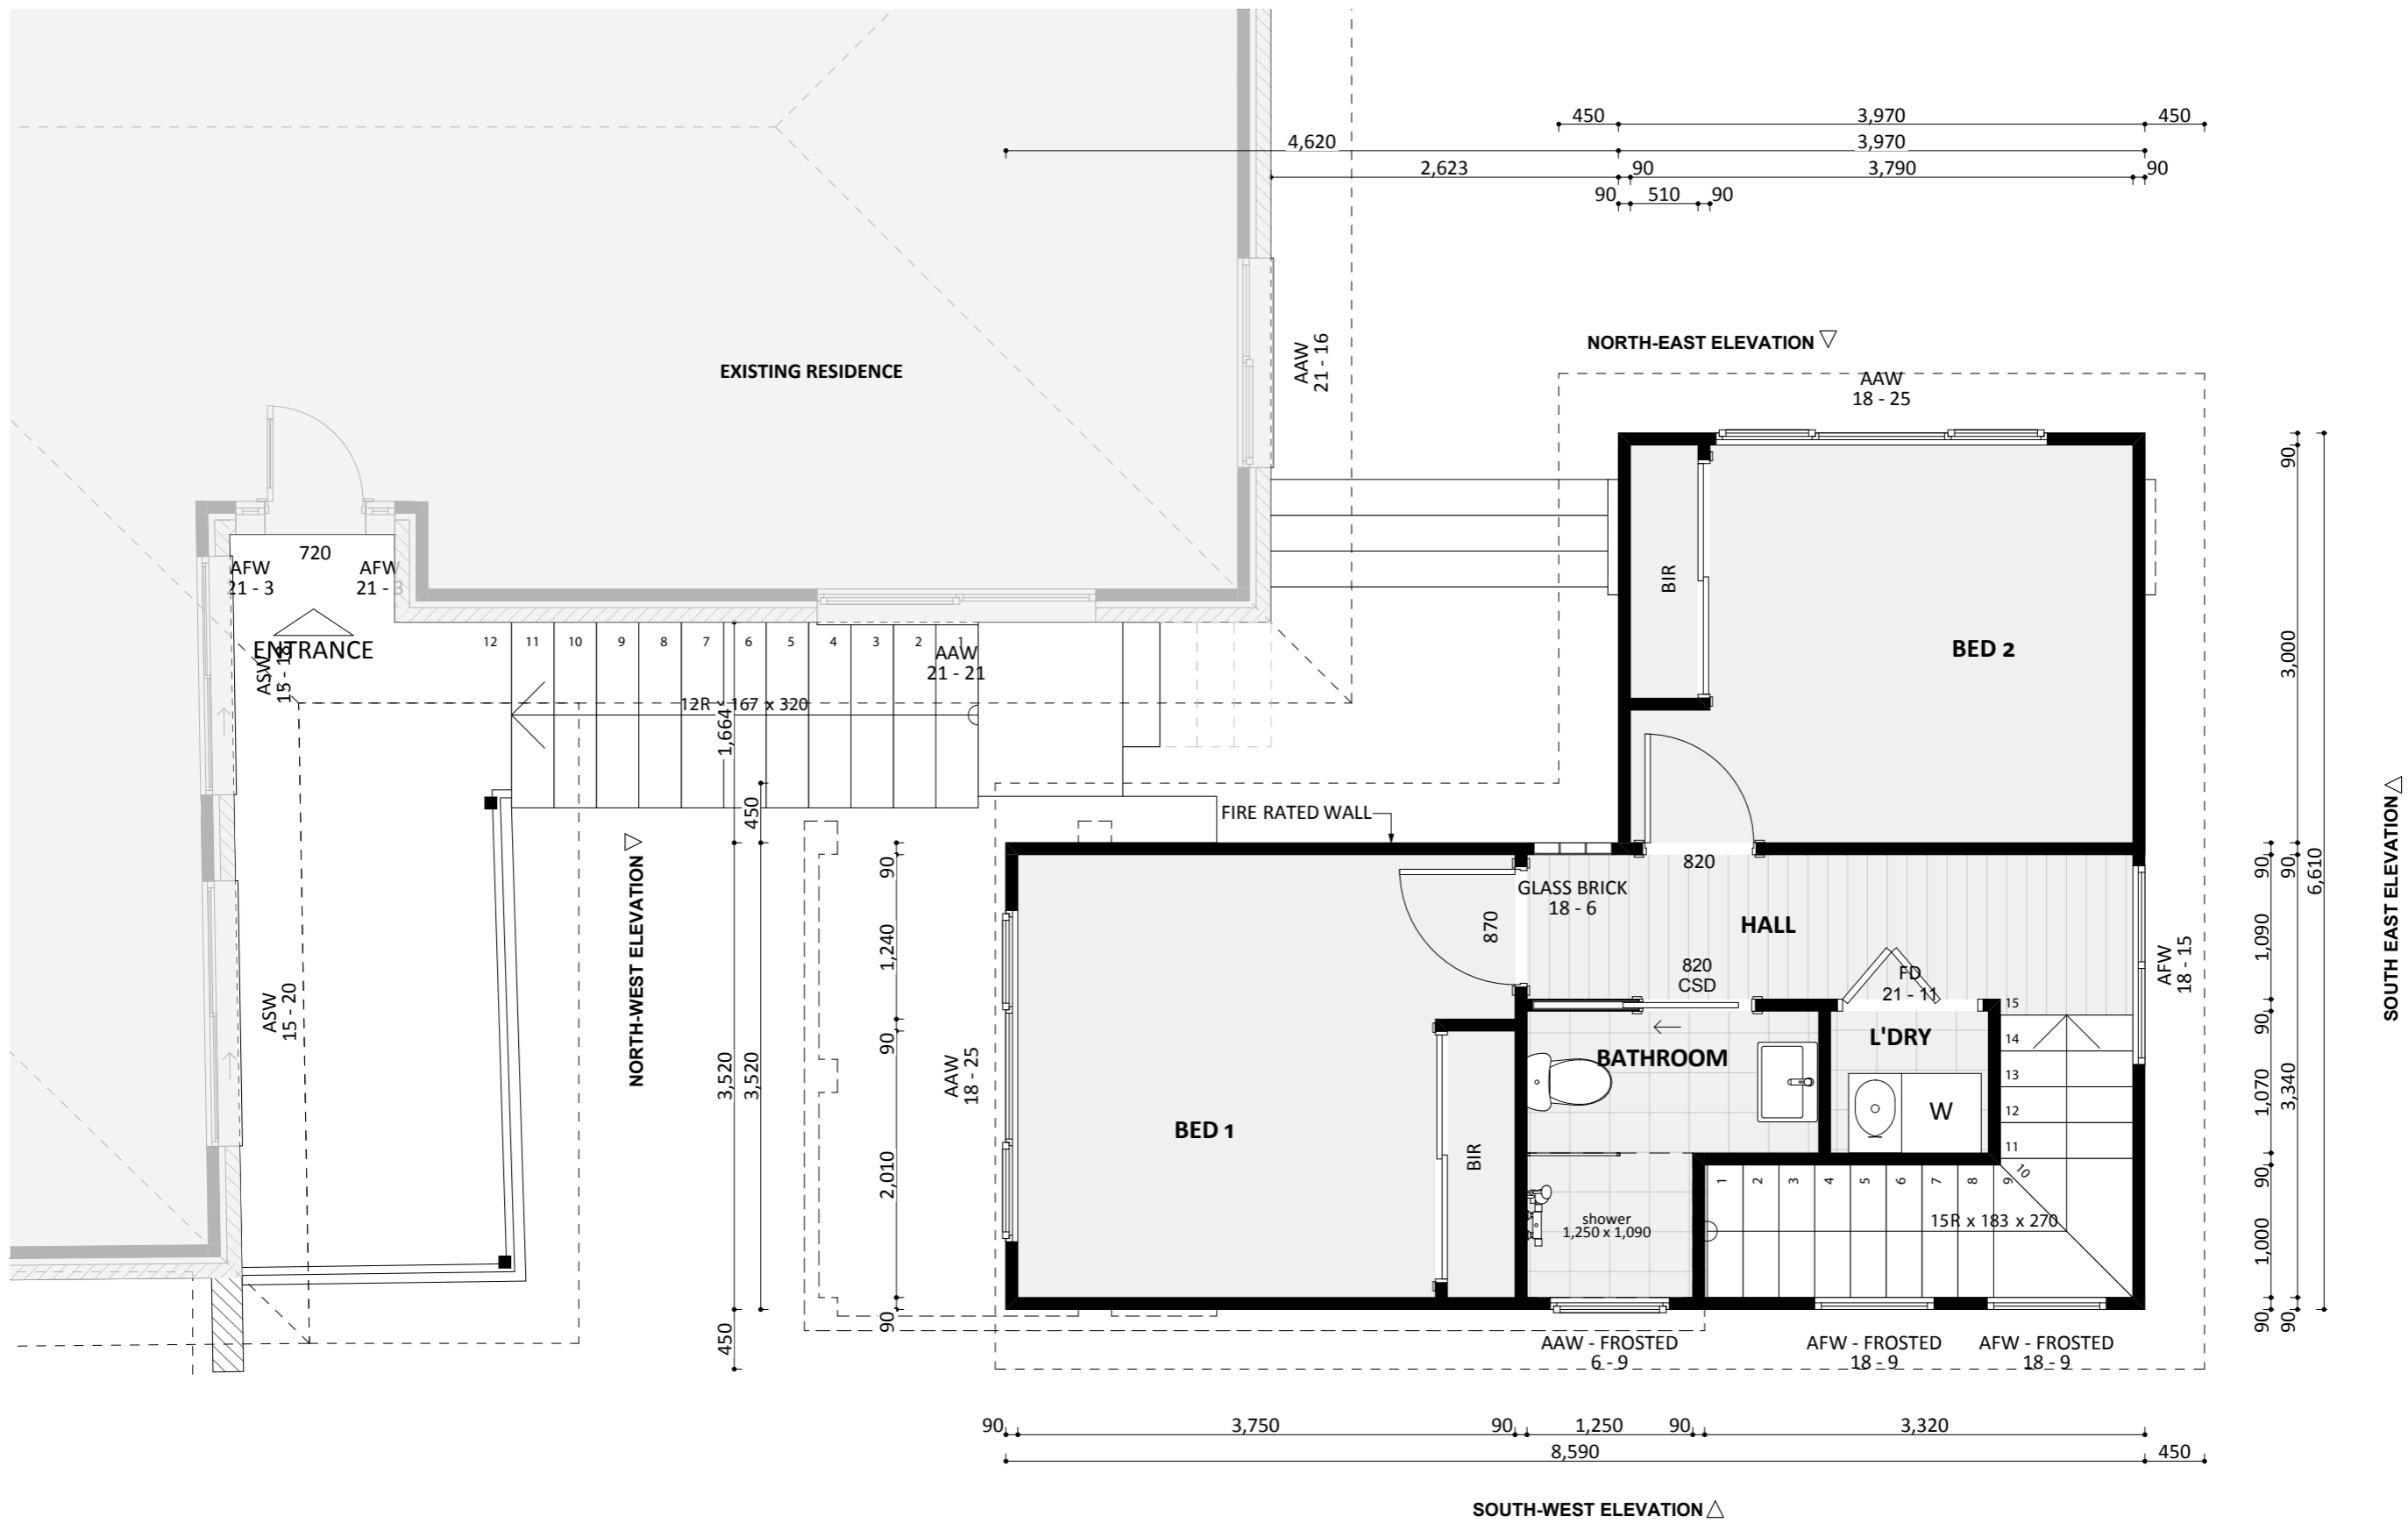 450
3,970
450
4,620
3,970
2,623
90
3,790
90
90
510
90
NORTH-EAST ELEVATION
AAW
18 - 25
AAW
21 - 16
EXISTING RESIDENCE
720
AFW
21 - 3
AFW
21 - 3
ENTRANCE
ASW
15 - 18
12
11
10
9
8
7
6
5
4
3
2
1
AAW
21 - 21
12R - 167 x 320
1,664
450
BIR
BED 2
90
3,000
6,610
SOUTH EAST ELEVATION
FIRE RATED WALL
NORTH-WEST ELEVATION
ASW
15 - 20
3,520
3,520
450
90
1,240
90
2,010
90
AAW
18 - 25
870
GLASS BRICK
18 - 6
820
HALL
820
CSD
FD
21 - 11
AFW
18 - 15
BED 1
BIR
BATHROOM
L'DRY
W
15
14
13
12
11
10
shower
1,250 x 1,090
1
2
3
4
5
6
7
8
9
15R x 183 x 270
90
90
1,090
90
1,070
3,340
90
1,000
90
90
AAW - FROSTED
6 - 9
AFW - FROSTED
18 - 9
AFW - FROSTED
18 - 9
90
3,750
90
1,250
90
3,320
8,590
450
SOUTH-WEST ELEVATION